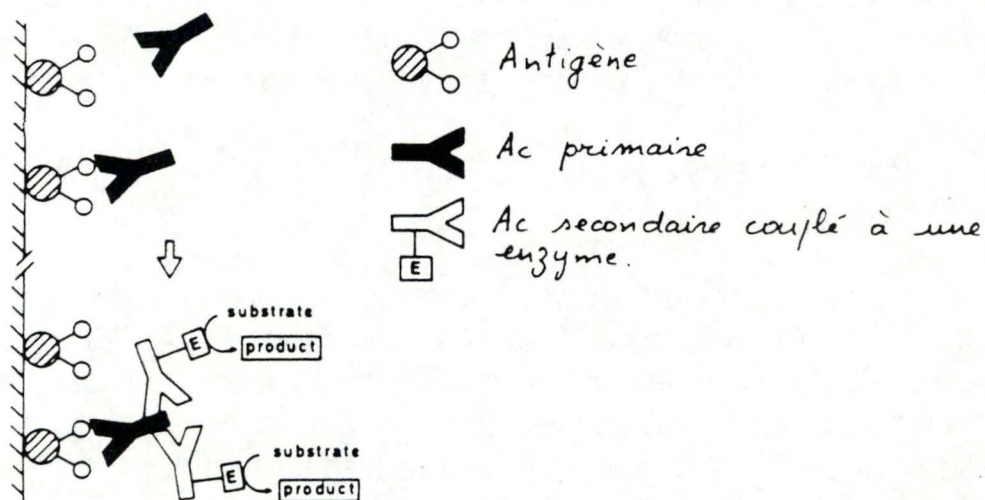 Antigène
Ac primaire
Ac secondaire couplé à une
enzyme.
E
substrate
E
product
substrate
E
product